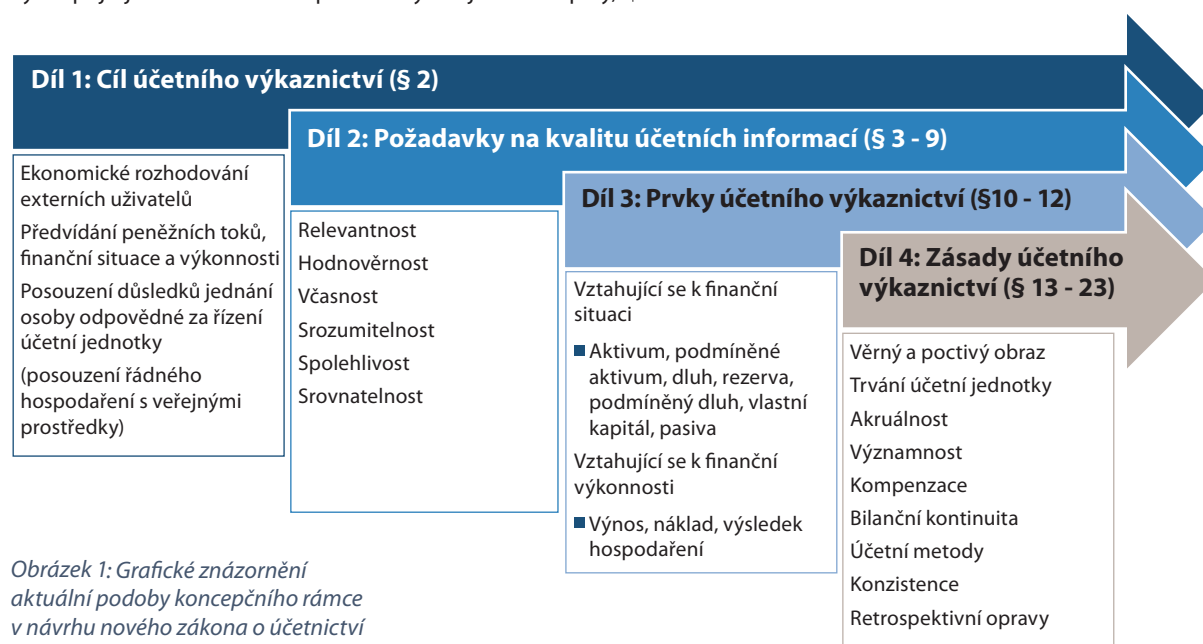 Díl 1: Cíl účetního výkaznictví (§ 2)
Ekonomické rozhodování
externích uživatelů
Předvídání peněžních toků,
finanční situace a výkonnosti
Posouzení důsledků jednání
osoby odpovědné za řízení
účetní jednotky
(posouzení řádného
hospodaření s veřejnými
prostředky)
Díl 2: Požadavky na kvalitu účetních informací (§ 3 - 9)
Relevantnost
Hodnověrnost
Včasnost
Srozumitelnost
Spolehlivost
Srovnatelnost
Díl 3: Prvky účetního výkaznictví (§10 - 12)
Vztahující se k finanční
situaci
■ Aktivum, podmíněné
aktivum, dluh, rezerva,
podmíněný dluh, vlastní
kapitál, pasiva
Vztahující se k finanční
výkonnosti
■ Výnos, náklad, výsledek
hospodaření
Díl 4: Zásady účetního
výkaznictví (§ 13 - 23)
Věrný a poctivý obraz
Trvání účetní jednotky
Akruálnost
Významnost
Kompenzace
Bilanční kontinuita
Účetní metody
Konzistence
Retrospektivní opravy
Obrázek 1: Grafické znázornění
aktuální podoby koncepčního rámce
v návrhu nového zákona o účetnictví